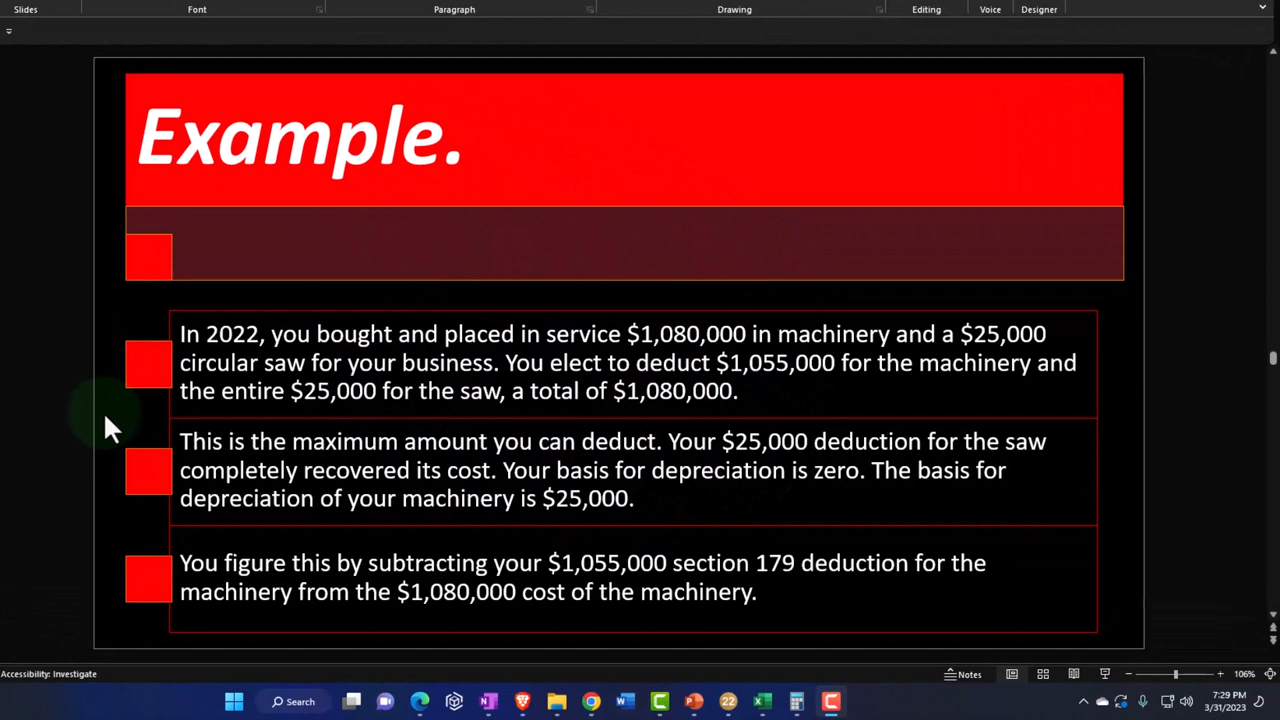 Slides Font Paragraph Drawing Editing Voice Designer
Example.
In 2022, you bought and placed in service $1,080,000 in machinery and a $25,000
circular saw for your business. You elect to deduct $1,055,000 for the machinery and
the entire $25,000 for the saw, a total of $1,080,000.
This is the maximum amount you can deduct. Your $25,000 deduction for the saw
completely recovered its cost. Your basis for depreciation is zero. The basis for
depreciation of your machinery is $25,000.
You figure this by subtracting your $1,055,000 section 179 deduction for the
machinery from the $1,080,000 cost of the machinery.
Accessibility: Investigate Notes 106%
Search 22 7:29 PM
3/31/2023